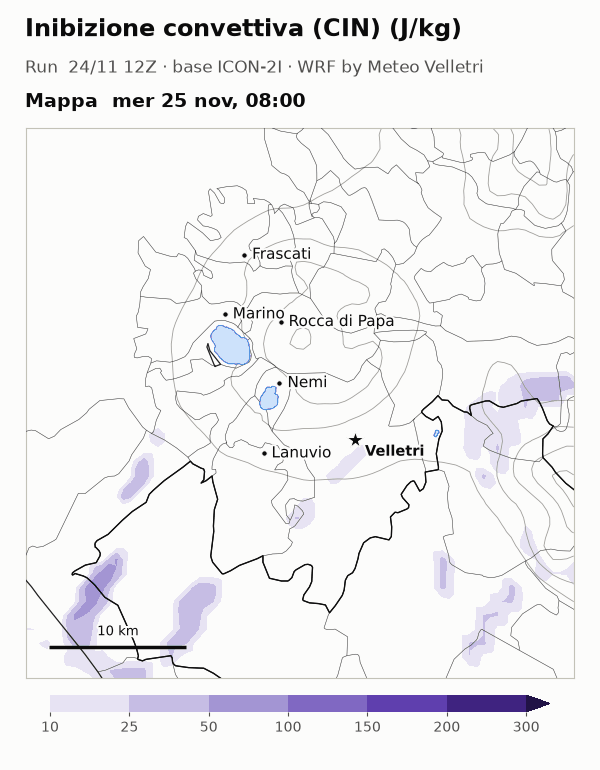 Inibizione convettiva (CIN) (J/kg)
Run  24/11 12Z · base ICON-2I · WRF by Meteo Velletri
Mappa  mer 25 nov, 08:00
Frascati
Marino
Rocca di Papa
Nemi
Velletri
Lanuvio
10 km
10 25 50 100 150 200 300